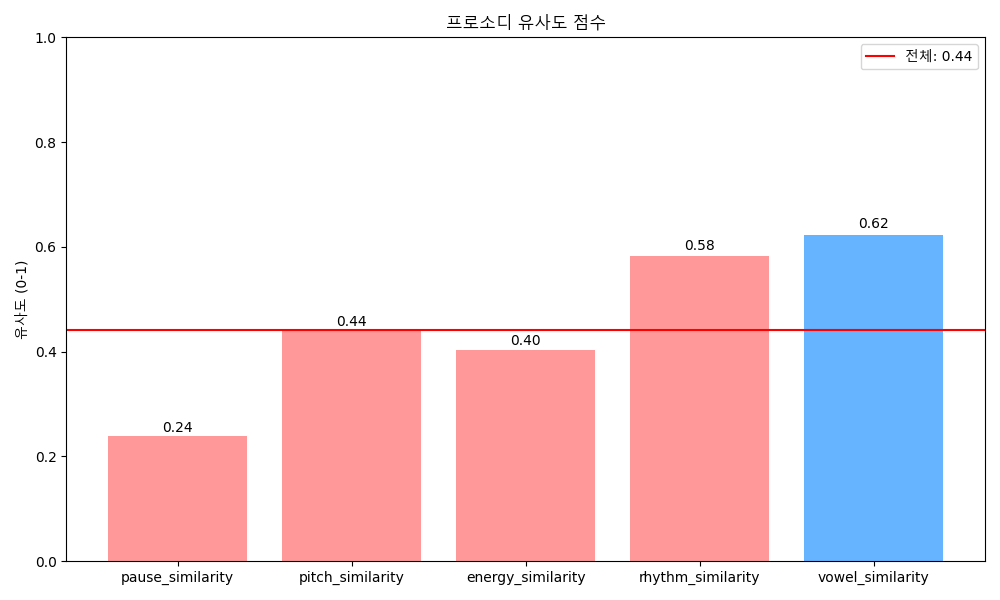 프로소디 유사도 점수
전체: 0.44
유사도 (0-1)
1.0
0.8
0.6
0.4
0.2
0.0
0.24
0.44
0.40
0.58
0.62
pause_similarity
pitch_similarity
energy_similarity
rhythm_similarity
vowel_similarity